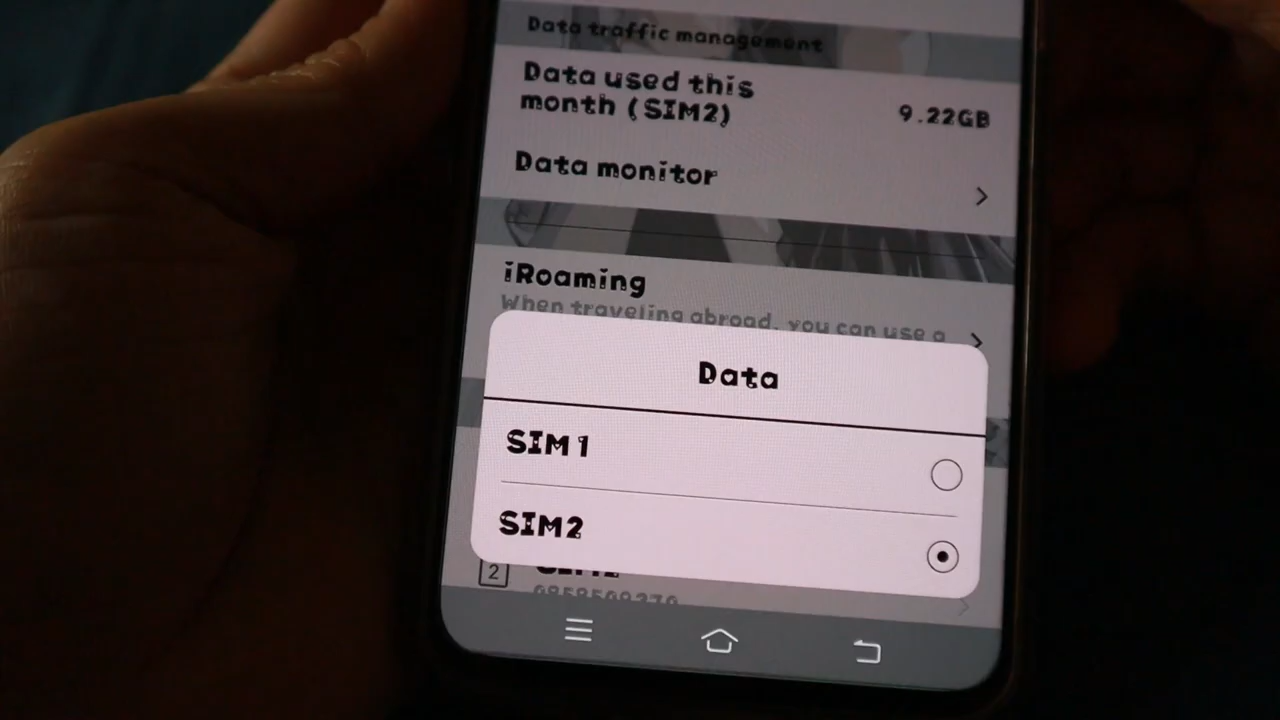 Data traffic management
Data used this
month (SIM2)
9.22GB
Data monitor
iRoaming
When traveling abroad, you can use a
Data
SIM1
SIM2
2